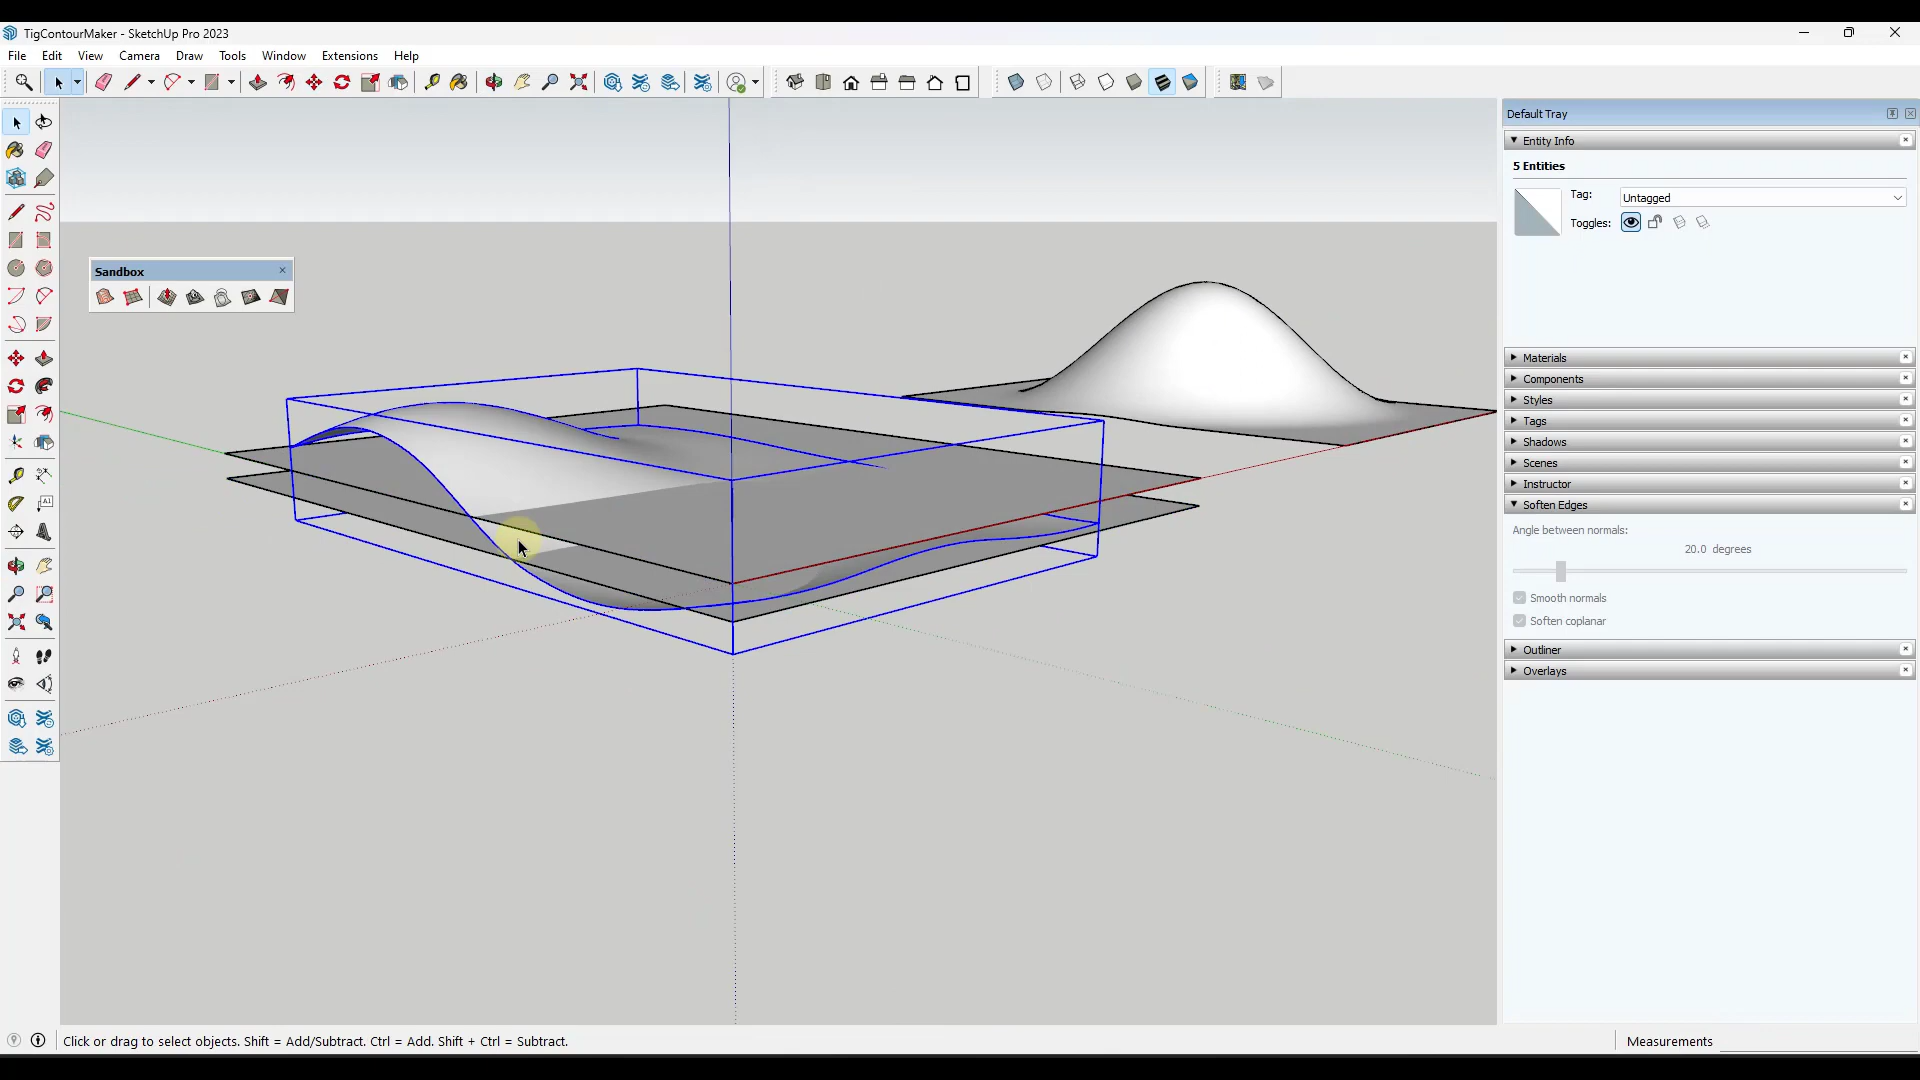 TigContourMaker - SketchUp Pro 2023
File Edit View Camera Draw Tools Window Extensions Help
Default Tray
Entity Info
5 Entities
Tag: Untagged
Toggles:
Sandbox
Materials
Components
Styles
Tags
Shadows
Scenes
Instructor
Soften Edges
Angle between normals:
20.0 degrees
Smooth normals
Soften coplanar
Outliner
Overlays
Click or drag to select objects. Shift = Add/Subtract. Ctrl = Add. Shift + Ctrl = Subtract.
Measurements